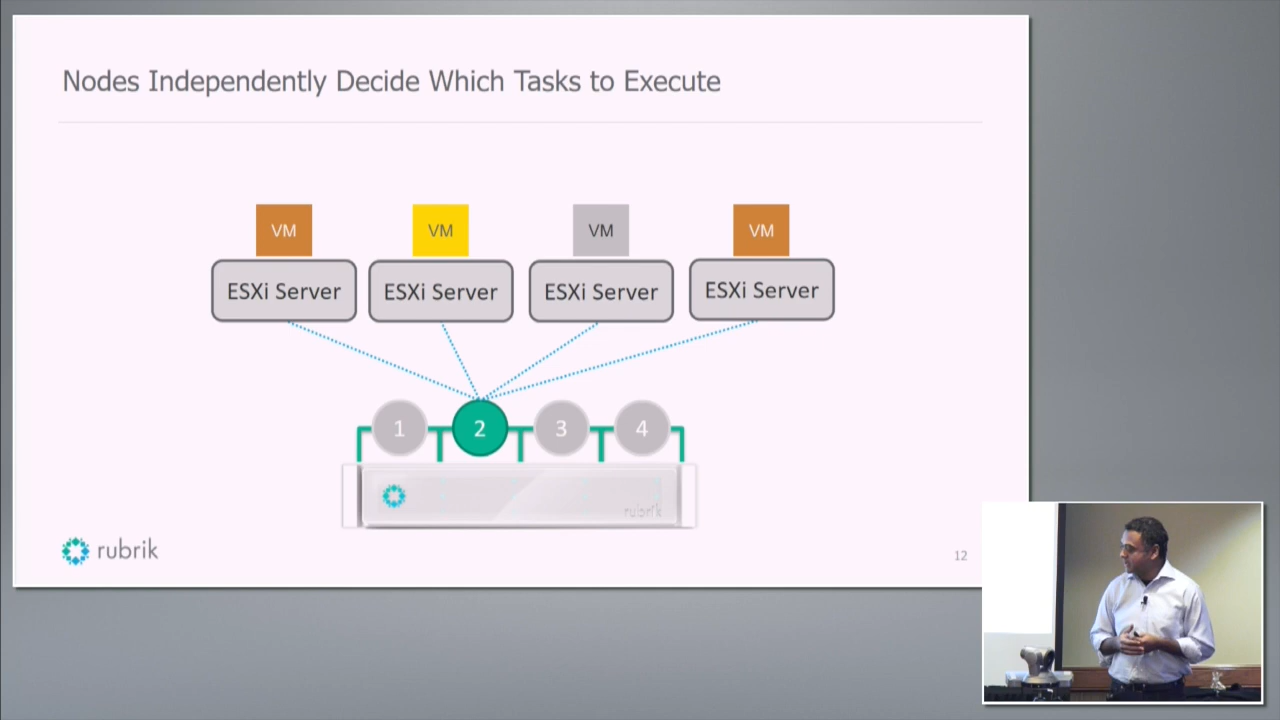 Nodes Independently Decide Which Tasks to Execute
VM VM VM VM
ESXi Server ESXi Server ESXi Server ESXi Server
1 2 3 4
rubrik
rubrik
12